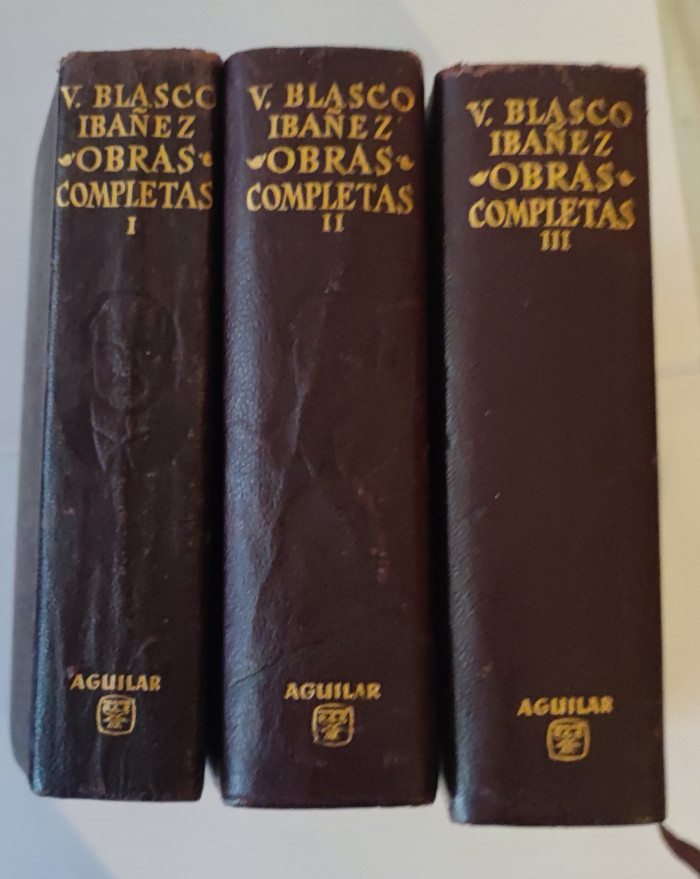 V. BLASCO
IBAÑEZ
OBRAS
COMPLETAS
I
AGUILAR
V. BLASCO
IBAÑEZ
OBRAS
COMPLETAS
II
AGUILAR
V. BLASCO
IBAÑEZ
OBRAS
COMPLETAS
III
AGUILAR